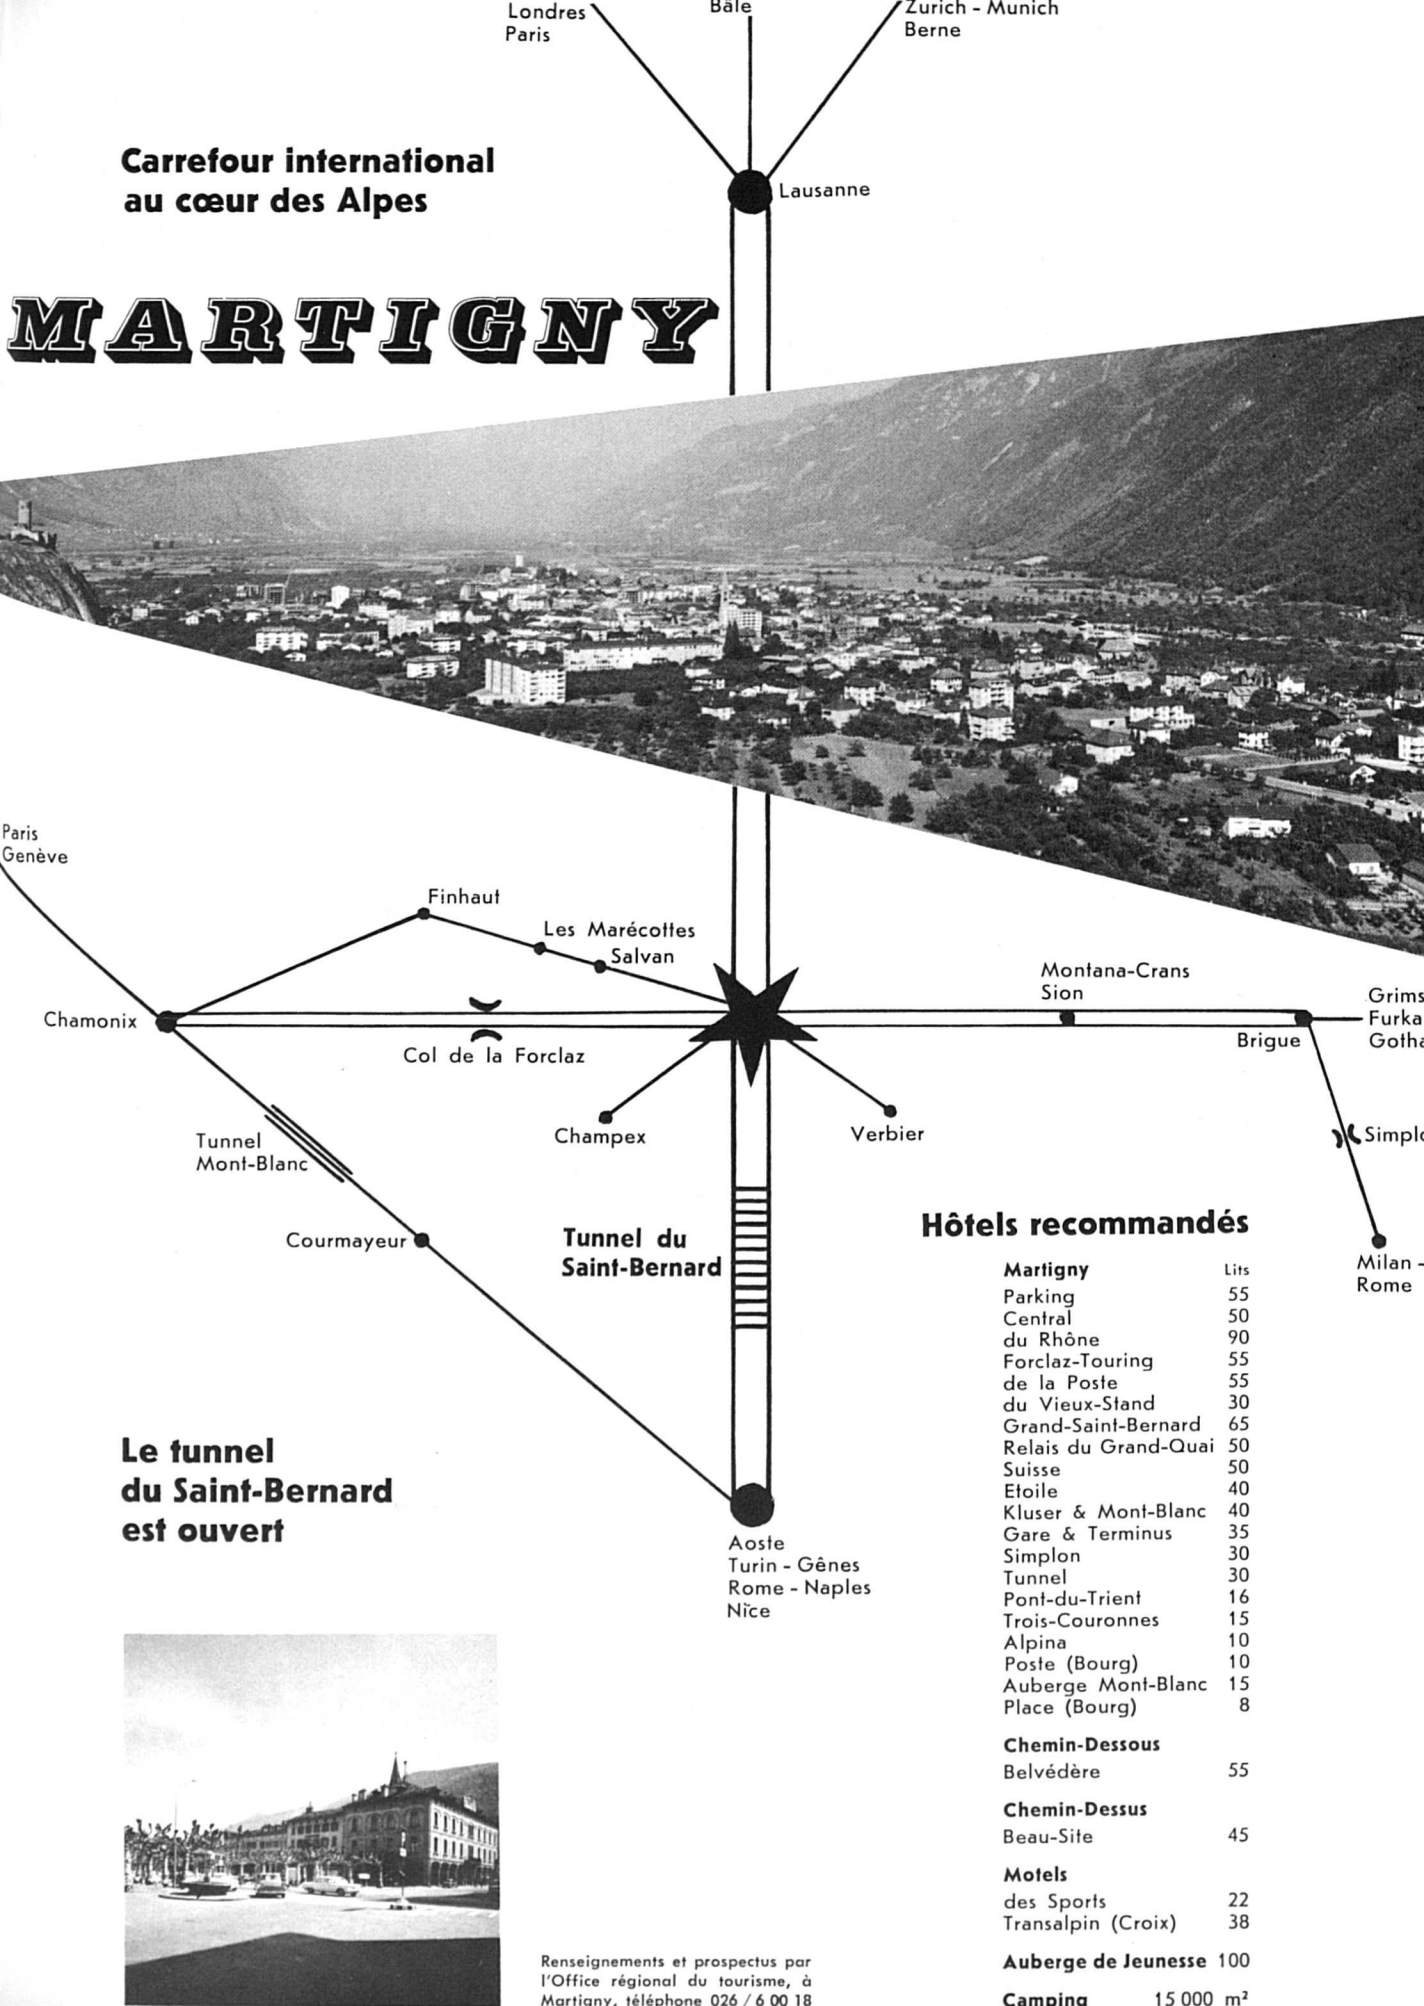 Londres
Paris
Bâle
Zurich - Munich
Berne
Lausanne
Carrefour international
au cœur des Alpes
MARTIGNY
Paris
Genève
Finhaut
Les Marécottes
Salvan
Montana-Crans
Sion
Chamonix
Col de la Forclaz
Brigue
Champex
Verbier
Tunnel
Mont-Blanc
Courmayeur
Tunnel du
Saint-Bernard
Milan -
Rome
Le tunnel
du Saint-Bernard
est ouvert
Aoste
Turin - Gênes
Rome - Naples
Nice
Hôtels recommandés
Martigny Lits
Parking 55
Central 50
du Rhône 90
Forclaz-Touring 55
de la Poste 55
du Vieux-Stand 30
Grand-Saint-Bernard 65
Relais du Grand-Quai 50
Suisse 50
Etoile 40
Kluser & Mont-Blanc 40
Gare & Terminus 35
Simplon 30
Tunnel 30
Pont-du-Trient 16
Trois-Couronnes 15
Alpina 10
Poste (Bourg) 10
Auberge Mont-Blanc 15
Place (Bourg) 8
Chemin-Dessous
Belvédère 55
Chemin-Dessus
Beau-Site 45
Motels
des Sports 22
Transalpin (Croix) 38
Auberge de Jeunesse 100
Camping 15 000 m²
Renseignements et prospectus par
l'Office régional du tourisme, à
Martigny, téléphone 026 / 6 00 18